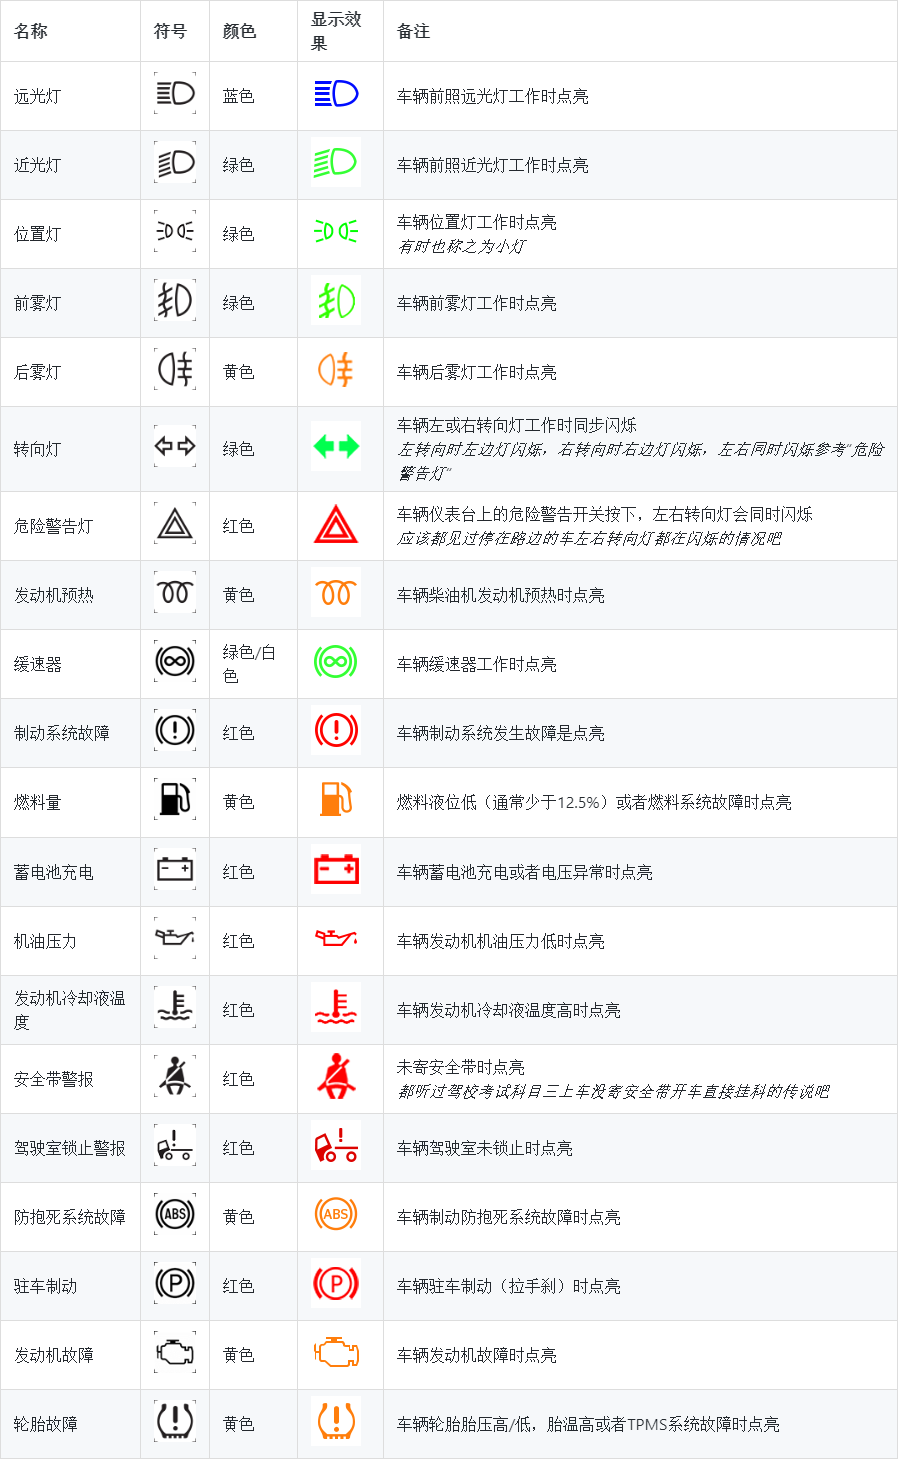 名称 符号 颜色 显示效
果 备注
远光灯 蓝色 车辆前照远光灯工作时点亮
近光灯 绿色 车辆前照近光灯工作时点亮
位置灯 绿色 车辆位置灯工作时点亮
有时也称之为小灯
前雾灯 绿色 车辆前雾灯工作时点亮
后雾灯 黄色 车辆后雾灯工作时点亮
转向灯 绿色 车辆左或右转向灯工作时同步闪烁
左转向时左边灯闪烁，右转向时右边灯闪烁，左右同时闪烁参考“危险
警告灯”
危险警告灯 红色 车辆仪表台上的危险警告开关按下，左右转向灯会同时闪烁
应该都见过停在路边的车左右转向灯都在闪烁的情况吧
发动机预热 黄色 车辆柴油机发动机预热时点亮
缓速器 绿色/白
色 车辆缓速器工作时点亮
制动系统故障 红色 车辆制动系统发生故障是点亮
燃料量 黄色 燃料液位低（通常少于12.5%）或者燃料系统故障时点亮
蓄电池充电 红色 车辆蓄电池充电或者电压异常时点亮
机油压力 红色 车辆发动机机油压力低时点亮
发动机冷却液温
度 红色 车辆发动机冷却液温度高时点亮
安全带警报 红色 未寄安全带时点亮
都听过驾校考试科目三上车没寄安全带开车直接挂科的传说吧
驾驶室锁止警报 红色 车辆驾驶室未锁止时点亮
防抱死系统故障 ABS 黄色 ABS 车辆制动防抱死系统故障时点亮
驻车制动 P 红色 P 车辆驻车制动（拉手刹）时点亮
发动机故障 黄色 车辆发动机故障时点亮
轮胎故障 黄色 车辆轮胎胎压高/低，胎温高或者TPMS系统故障时点亮